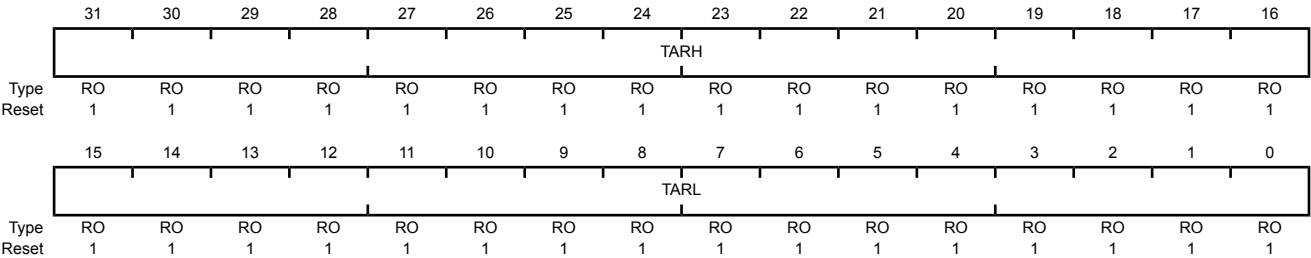 31 30 29 28 27 26 25 24 23 22 21 20 19 18 17 16
TARH
Type RO RO RO RO RO RO RO RO RO RO RO RO RO RO RO RO
Reset 1 1 1 1 1 1 1 1 1 1 1 1 1 1 1 1
15 14 13 12 11 10 9 8 7 6 5 4 3 2 1 0
TARL
Type RO RO RO RO RO RO RO RO RO RO RO RO RO RO RO RO
Reset 1 1 1 1 1 1 1 1 1 1 1 1 1 1 1 1